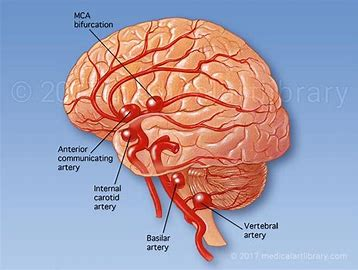 MCA
bifurcation
Anterior
communicating
artery
Internal
carotid
artery
Basilar
artery
Vertebral
artery
© 2017 medicalartlibrary.com